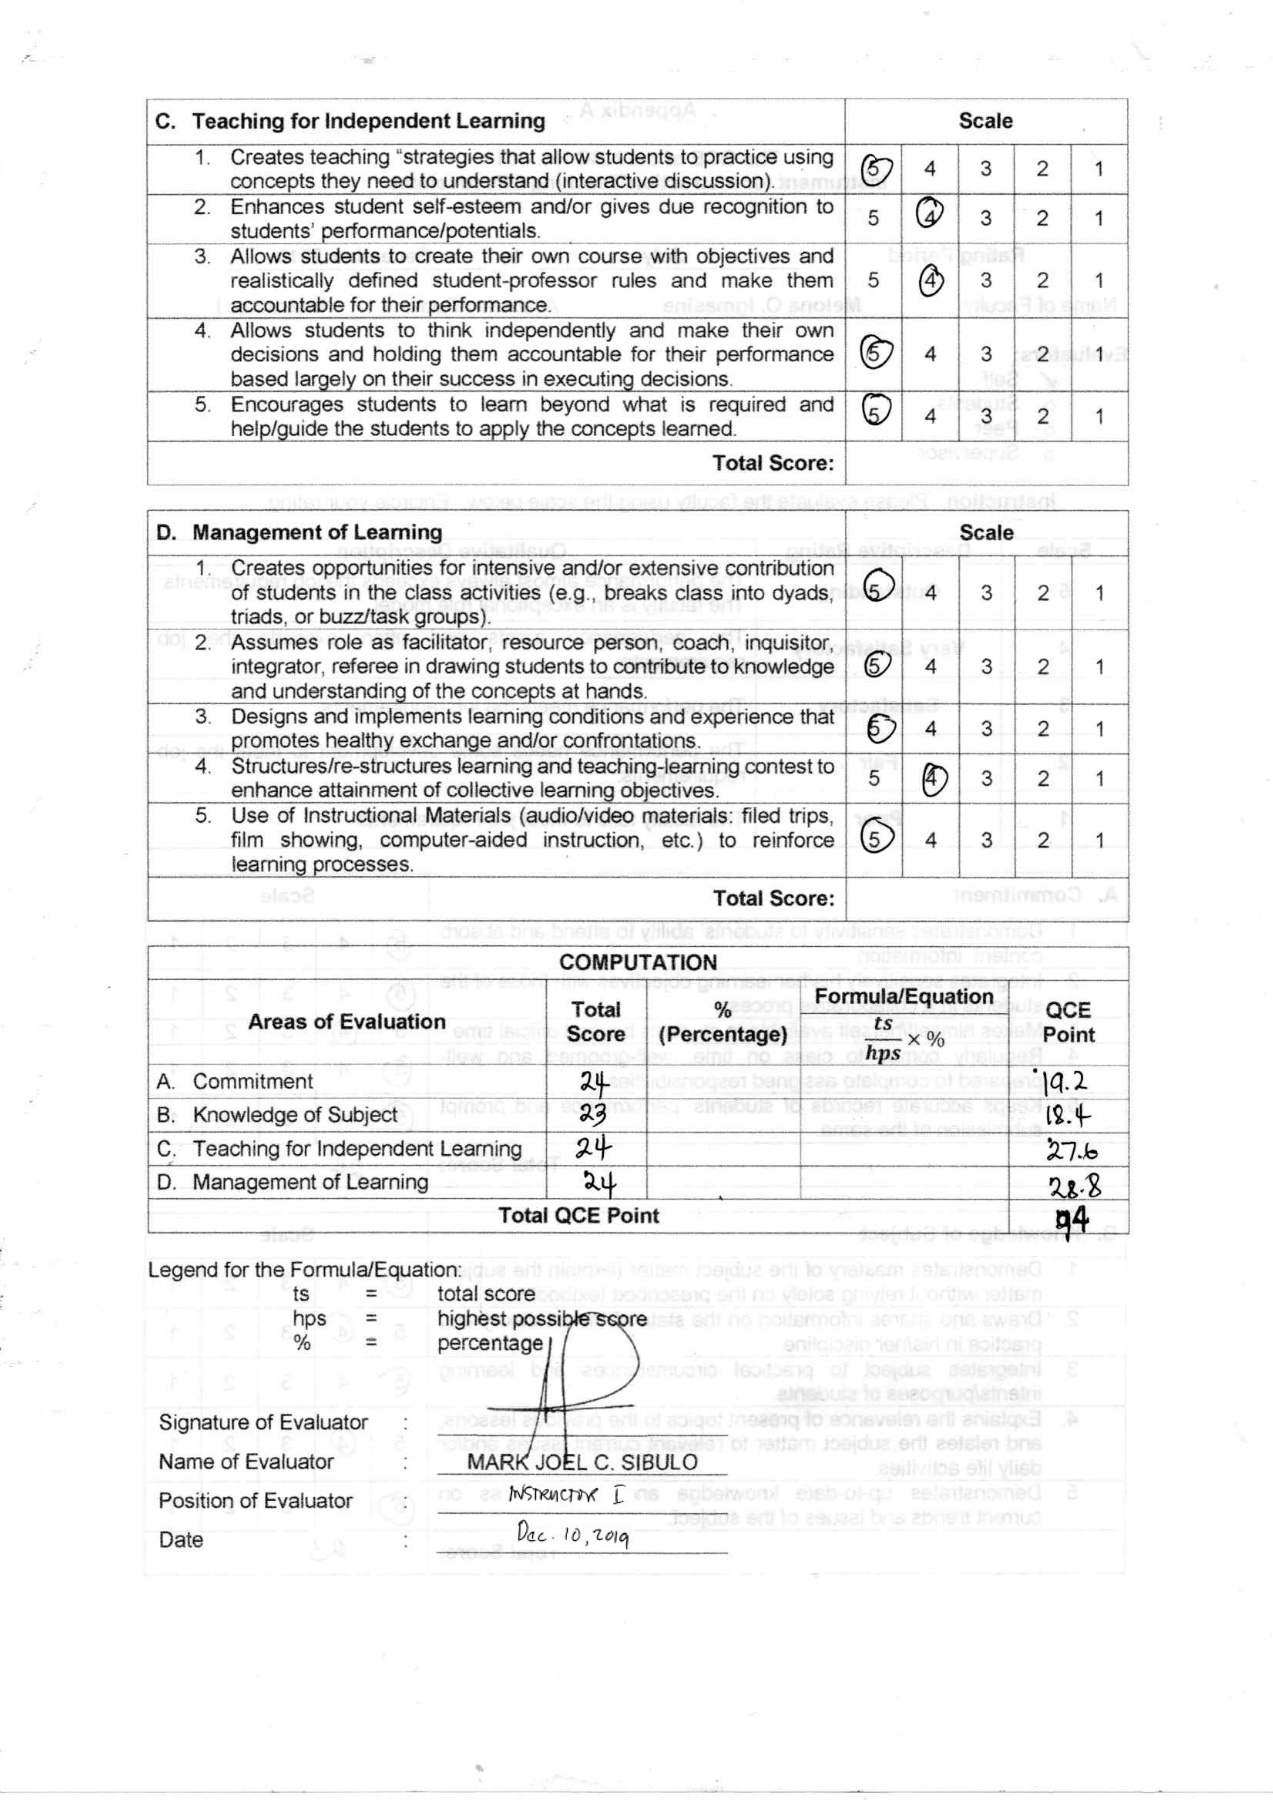 C. Teaching for Independent Learning Scale
1. Creates teaching “strategies that allow students to practice using
concepts they need to understand (interactive discussion). 5 4 3 2 1
2. Enhances student self-esteem and/or gives due recognition to
students' performance/potentials. 5 4 3 2 1
3. Allows students to create their own course with objectives and
realistically defined student-professor rules and make them 5 4 3 2 1
accountable for their performance.
4. Allows students to think independently and make their own
decisions and holding them accountable for their performance 5 4 3 2 1
based largely on their success in executing decisions.
5. Encourages students to learn beyond what is required and
help/guide the students to apply the concepts learned. 5 4 3 2 1
Total Score:
D. Management of Learning Scale
1. Creates opportunities for intensive and/or extensive contribution
of students in the class activities (e.g., breaks class into dyads, 5 4 3 2 1
triads, or buzz/task groups).
2. Assumes role as facilitator, resource person, coach, inquisitor,
integrator, referee in drawing students to contribute to knowledge 5 4 3 2 1
and understanding of the concepts at hands.
3. Designs and implements learning conditions and experience that
promotes healthy exchange and/or confrontations. 5 4 3 2 1
4. Structures/re-structures learning and teaching-learning contest to
enhance attainment of collective learning objectives. 5 4 3 2 1
5. Use of Instructional Materials (audio/video materials: filed trips,
film showing, computer-aided instruction, etc.) to reinforce 5 4 3 2 1
learning processes.
Total Score:
COMPUTATION
Areas of Evaluation Total Score % (Percentage) Formula/Equation ts/hps x % QCE Point
A. Commitment 24 19.2
B. Knowledge of Subject 23 18.4
C. Teaching for Independent Learning 24 27.6
D. Management of Learning 24 28.8
Total QCE Point 94
Legend for the Formula/Equation:
ts = total score
hps = highest possible score
% = percentage
Signature of Evaluator :
Name of Evaluator : MARK JOEL C. SIBULO
Position of Evaluator : INSTRUCTOR I
Date : Dec. 10, 2019